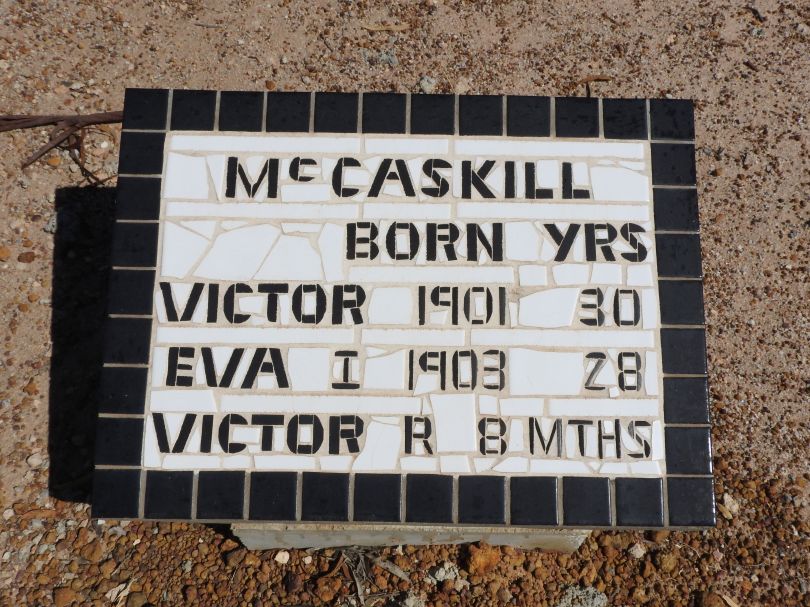 McCASKILL
BORN YRS
VICTOR 1901 30
EVA I 1903 28
VICTOR R 8 MTHS